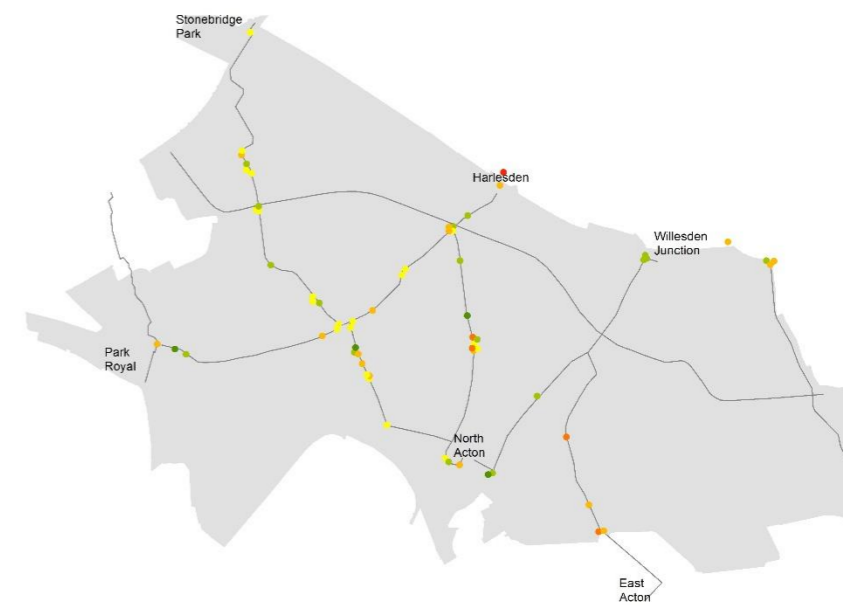 Stonebridge
Park
Harlesden
Willesden
Junction
Park
Royal
North
Acton
East
Acton